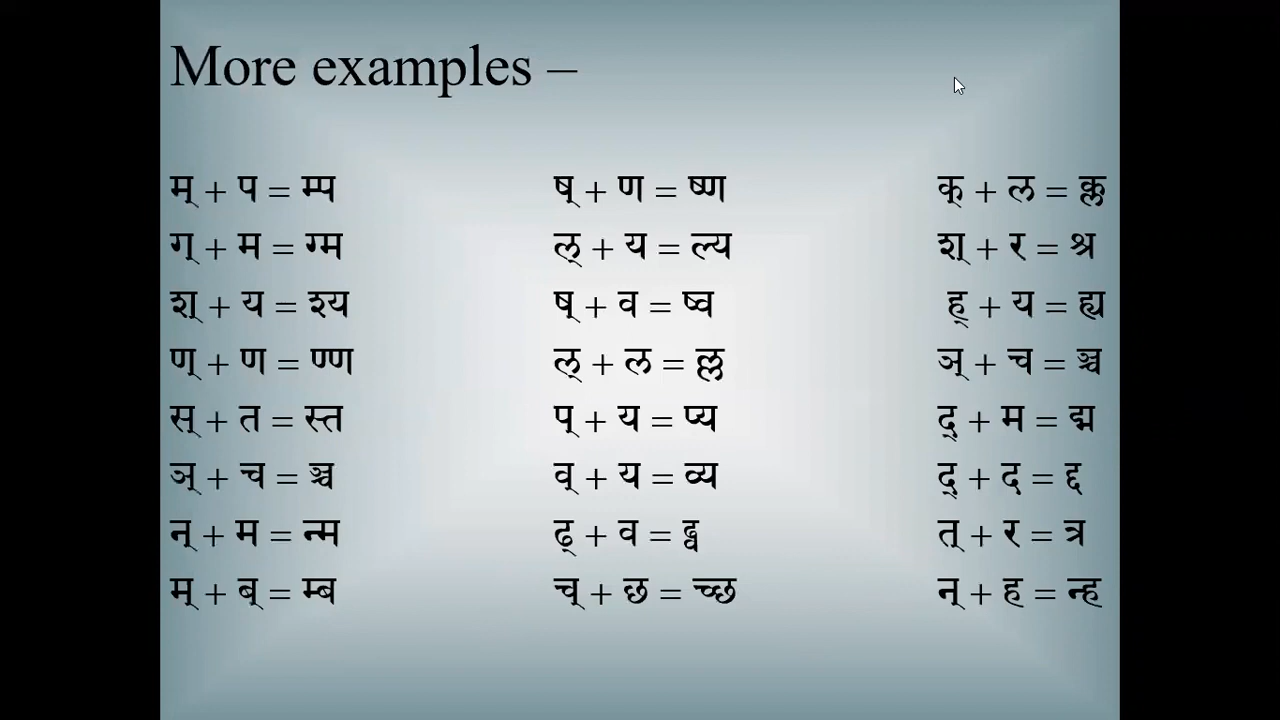 More examples –
म् + प = म्प
ग् + म = ग्म
श् + य = श्य
ण् + ण = ण्ण
स् + त = स्त
ञ् + च = ञ्च
न् + म = न्म
म् + ब् = म्ब
ष् + ण = ष्ण
ल् + य = ल्य
ष् + व = ष्व
ल् + ल = ल्ल
प् + य = प्य
व् + य = व्य
ढ् + व = ढ्व
च् + छ = च्छ
क् + ल = क्ल
श् + र = श्र
ह् + य = ह्य
ञ् + च = ञ्च
द् + म = द्म
द् + द = द्द
त् + र = त्र
न् + ह = न्ह